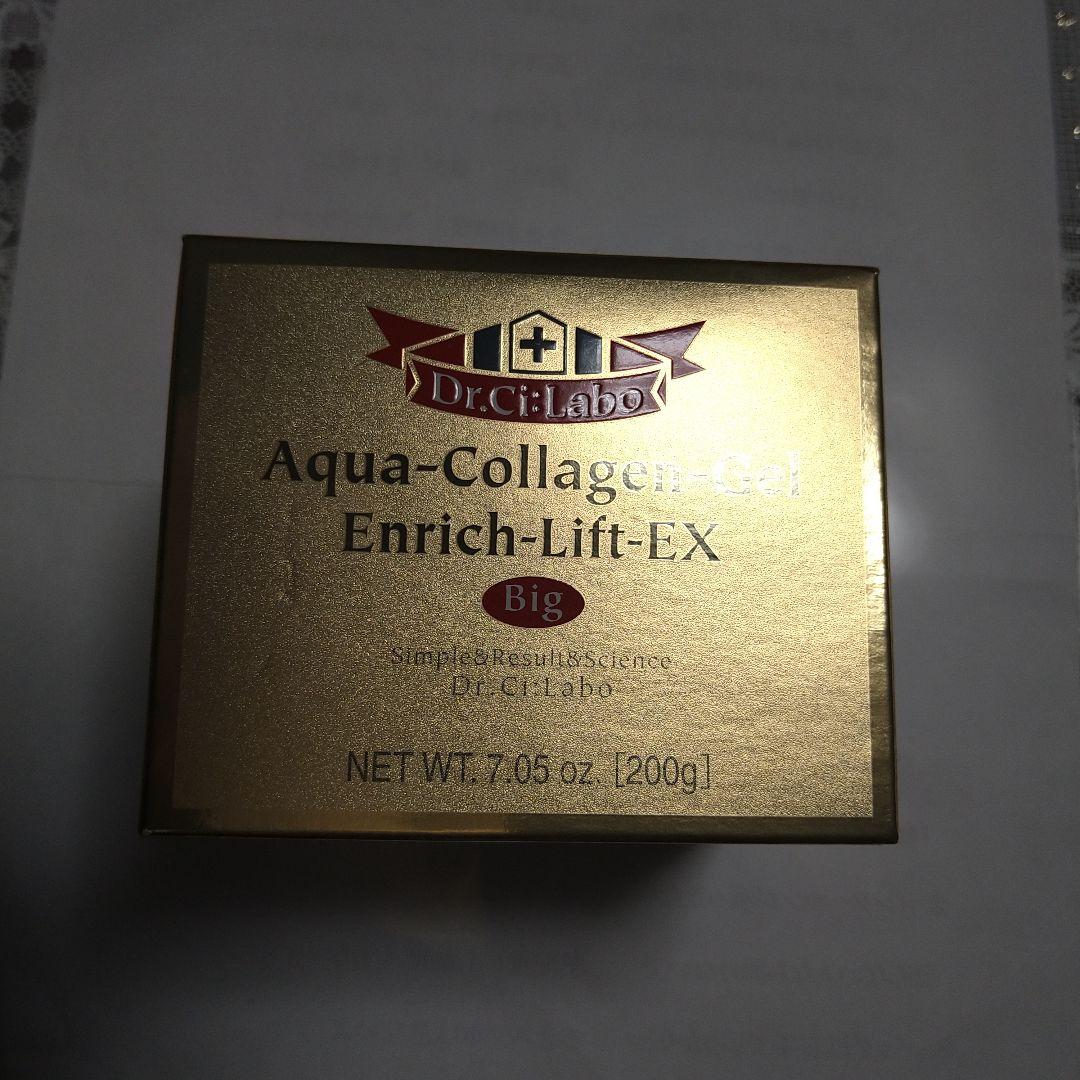 Dr.Ci:Labo
Aqua-Collagen-Gel
Enrich-Lift-EX
Big
Simple&Result&Science
Dr.Ci:Labo
NET WT. 7.05 oz. [200g]